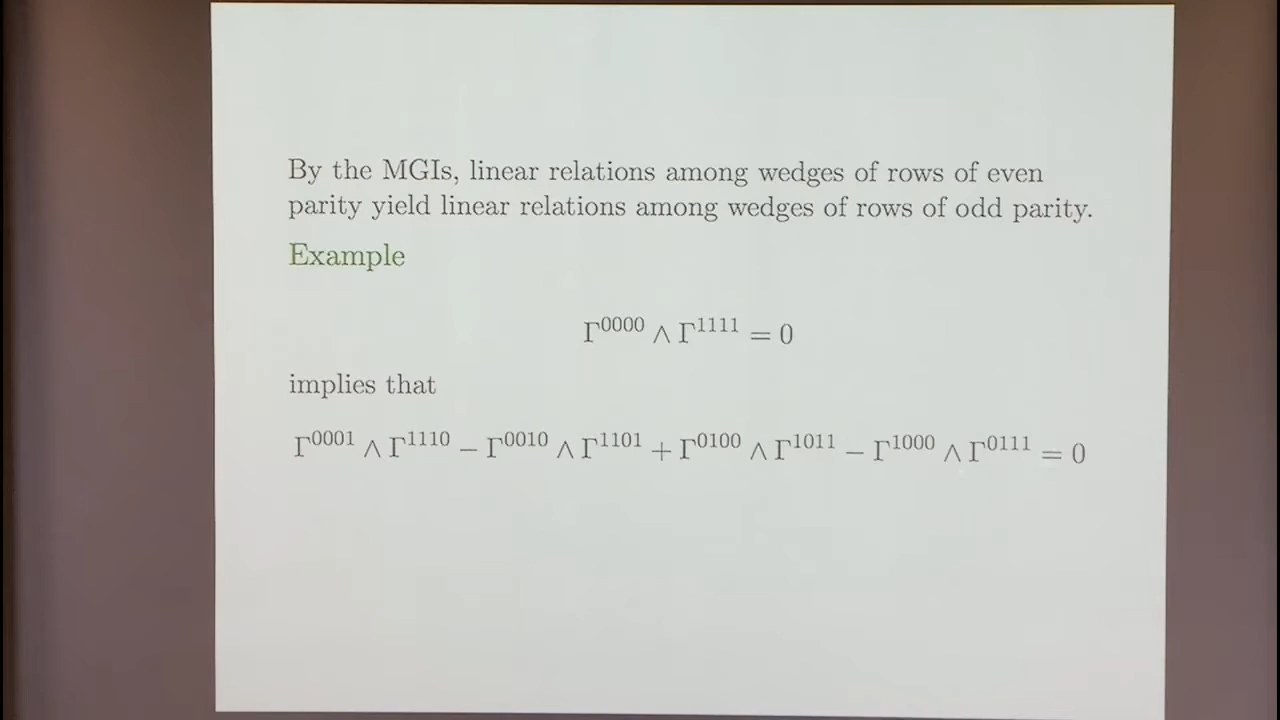 By the MGIs, linear relations among wedges of rows of even
parity yield linear relations among wedges of rows of odd parity.
Example
Γ^0000 ∧ Γ^1111 = 0
implies that
Γ^0001 ∧ Γ^1110 − Γ^0010 ∧ Γ^1101 + Γ^0100 ∧ Γ^1011 − Γ^1000 ∧ Γ^0111 = 0